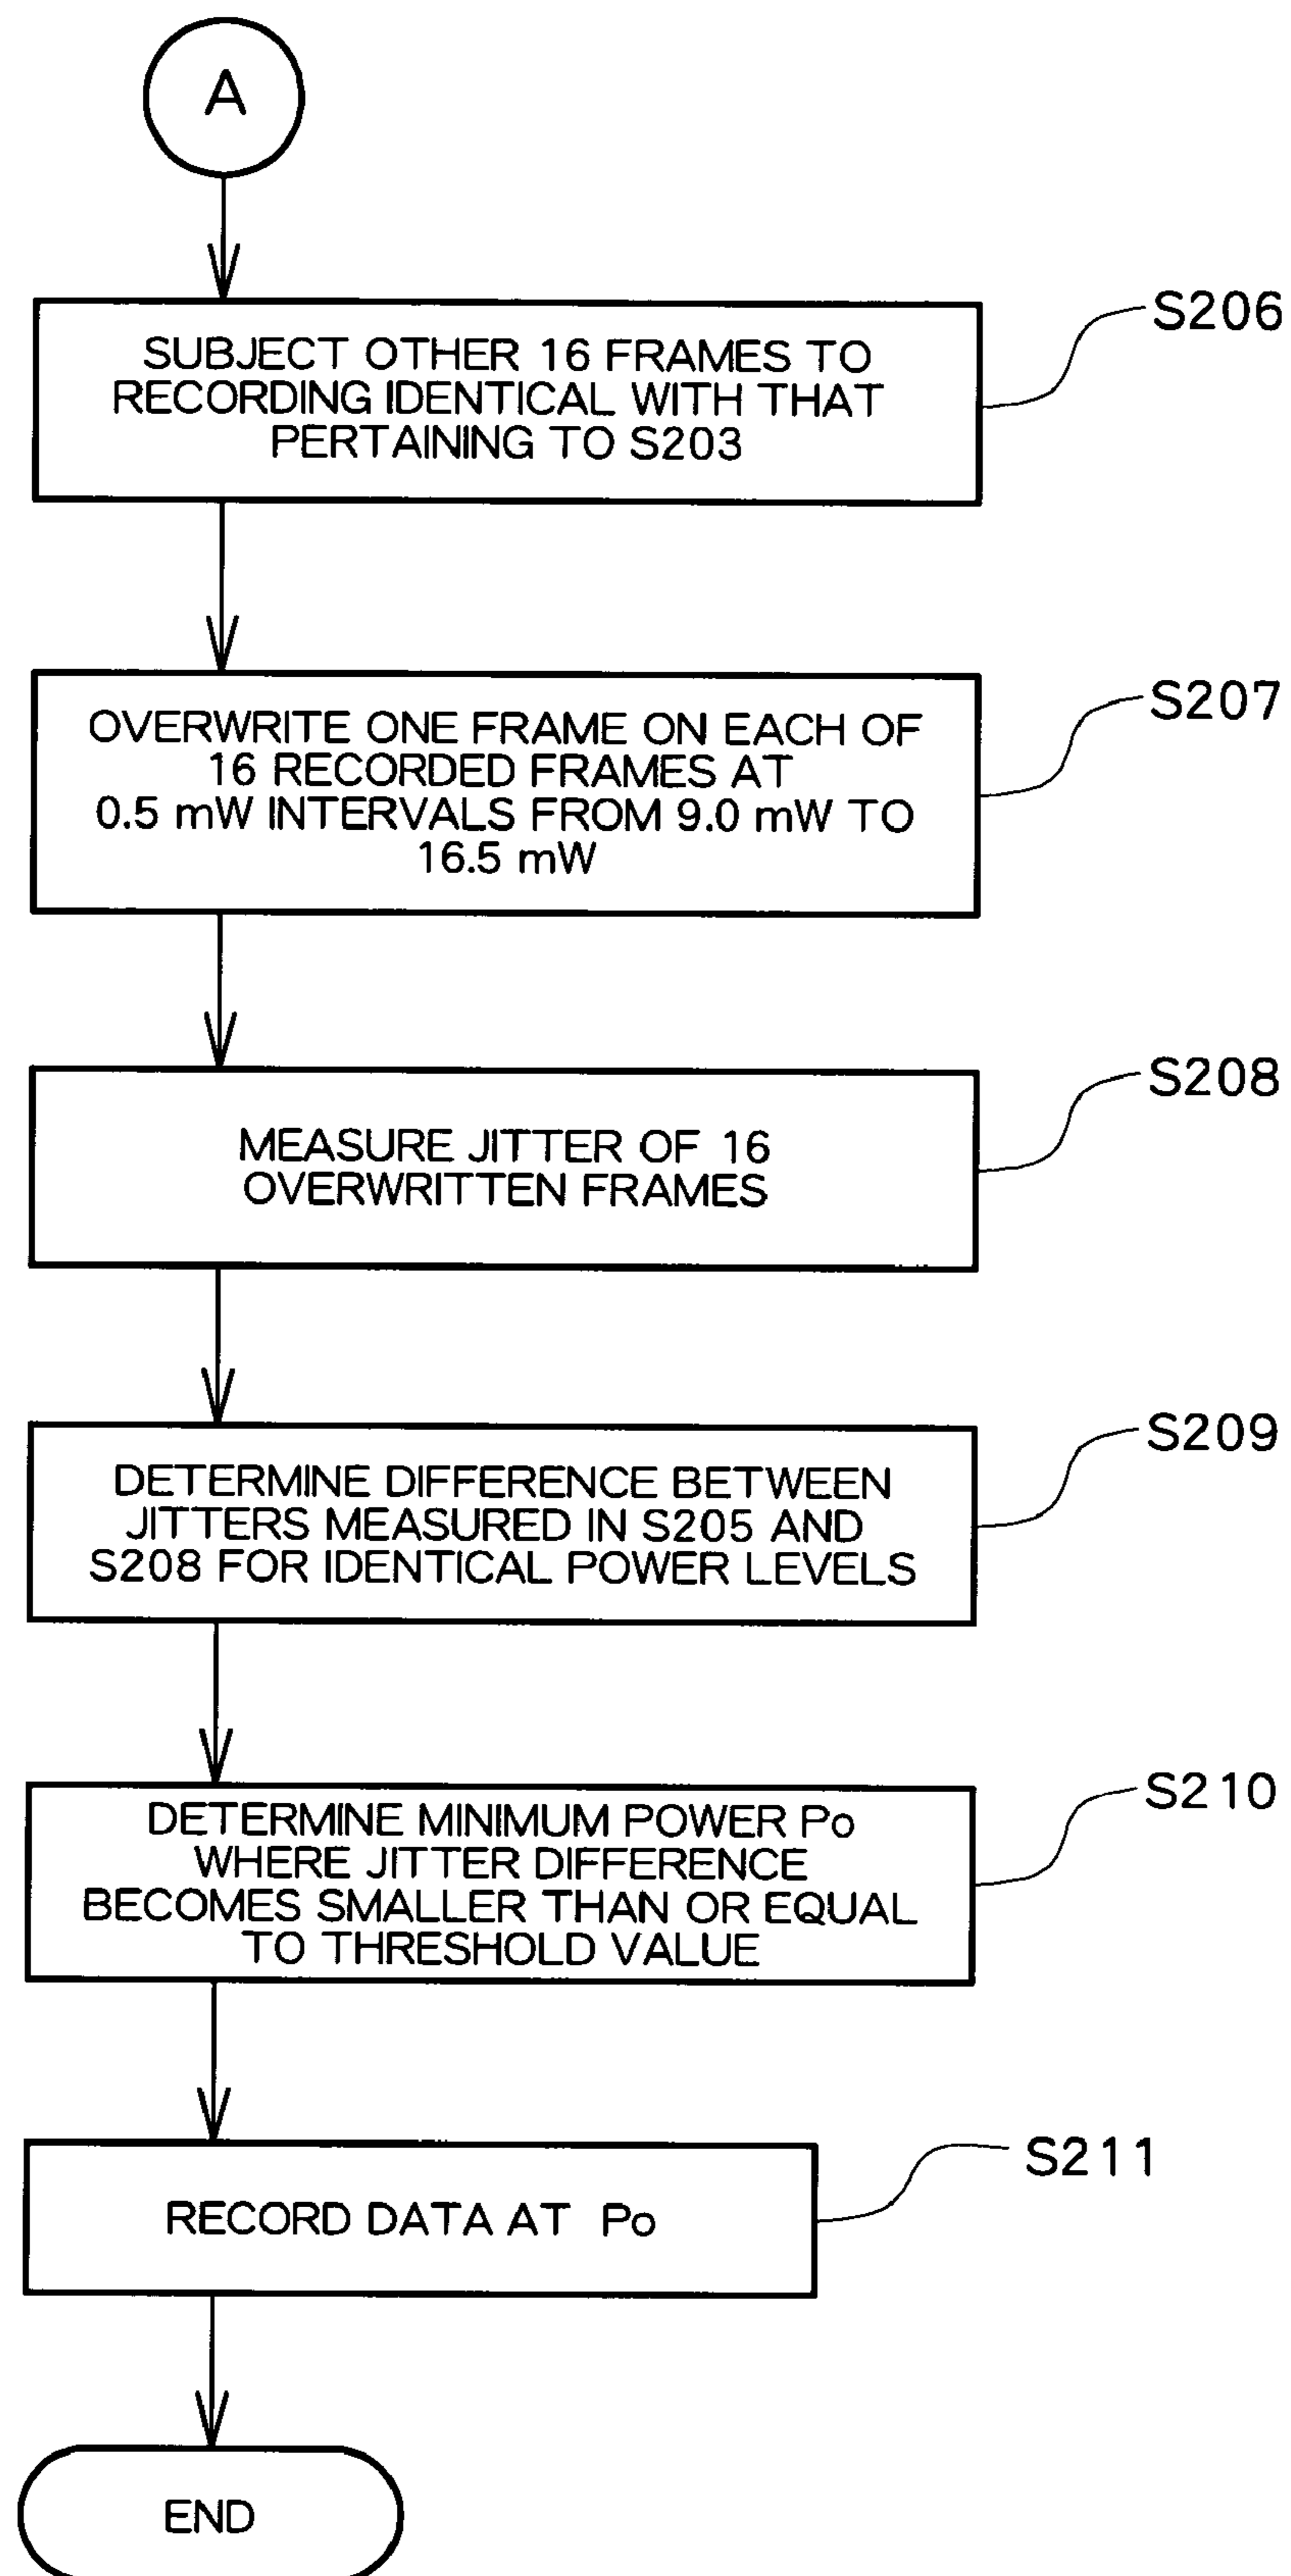 A
SUBJECT OTHER 16 FRAMES TO
RECORDING IDENTICAL WITH THAT
PERTAINING TO S203
S206
OVERWRITE ONE FRAME ON EACH OF
16 RECORDED FRAMES AT
0.5 mW INTERVALS FROM 9.0 mW TO
16.5 mW
S207
MEASURE JITTER OF 16
OVERWRITTEN FRAMES
S208
DETERMINE DIFFERENCE BETWEEN
JITTERS MEASURED IN S205 AND
S208 FOR IDENTICAL POWER LEVELS
S209
DETERMINE MINIMUM POWER Po
WHERE JITTER DIFFERENCE
BECOMES SMALLER THAN OR EQUAL
TO THRESHOLD VALUE
S210
RECORD DATA AT Po
S211
END